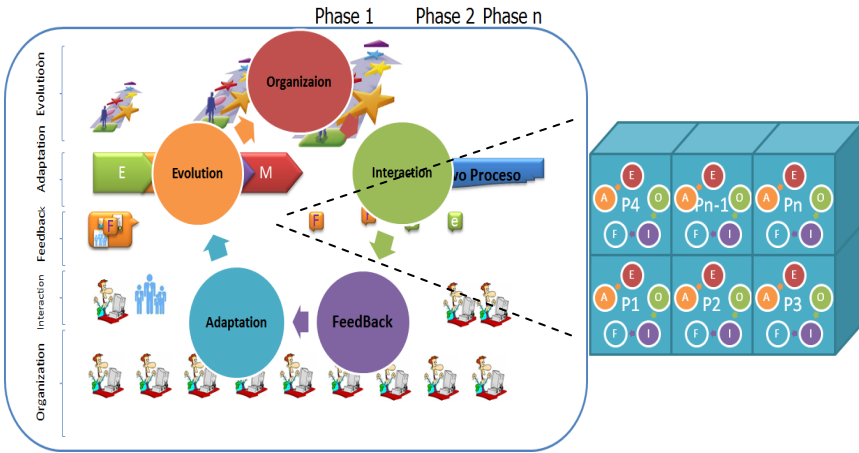 Phase 1 Phase 2 Phase n
Evolutioon
Adaptation
Feedback
Interaction
Organization
Organizaion
Evolution
Interaction
Adaptation
FeedBack
E
M
vo Proceso
F
F
e
E
A
O
P4
F
I
E
A
O
Pn-1
F
I
E
A
O
Pn
F
I
E
A
O
P1
F
I
E
A
O
P2
F
I
E
A
O
P3
F
I